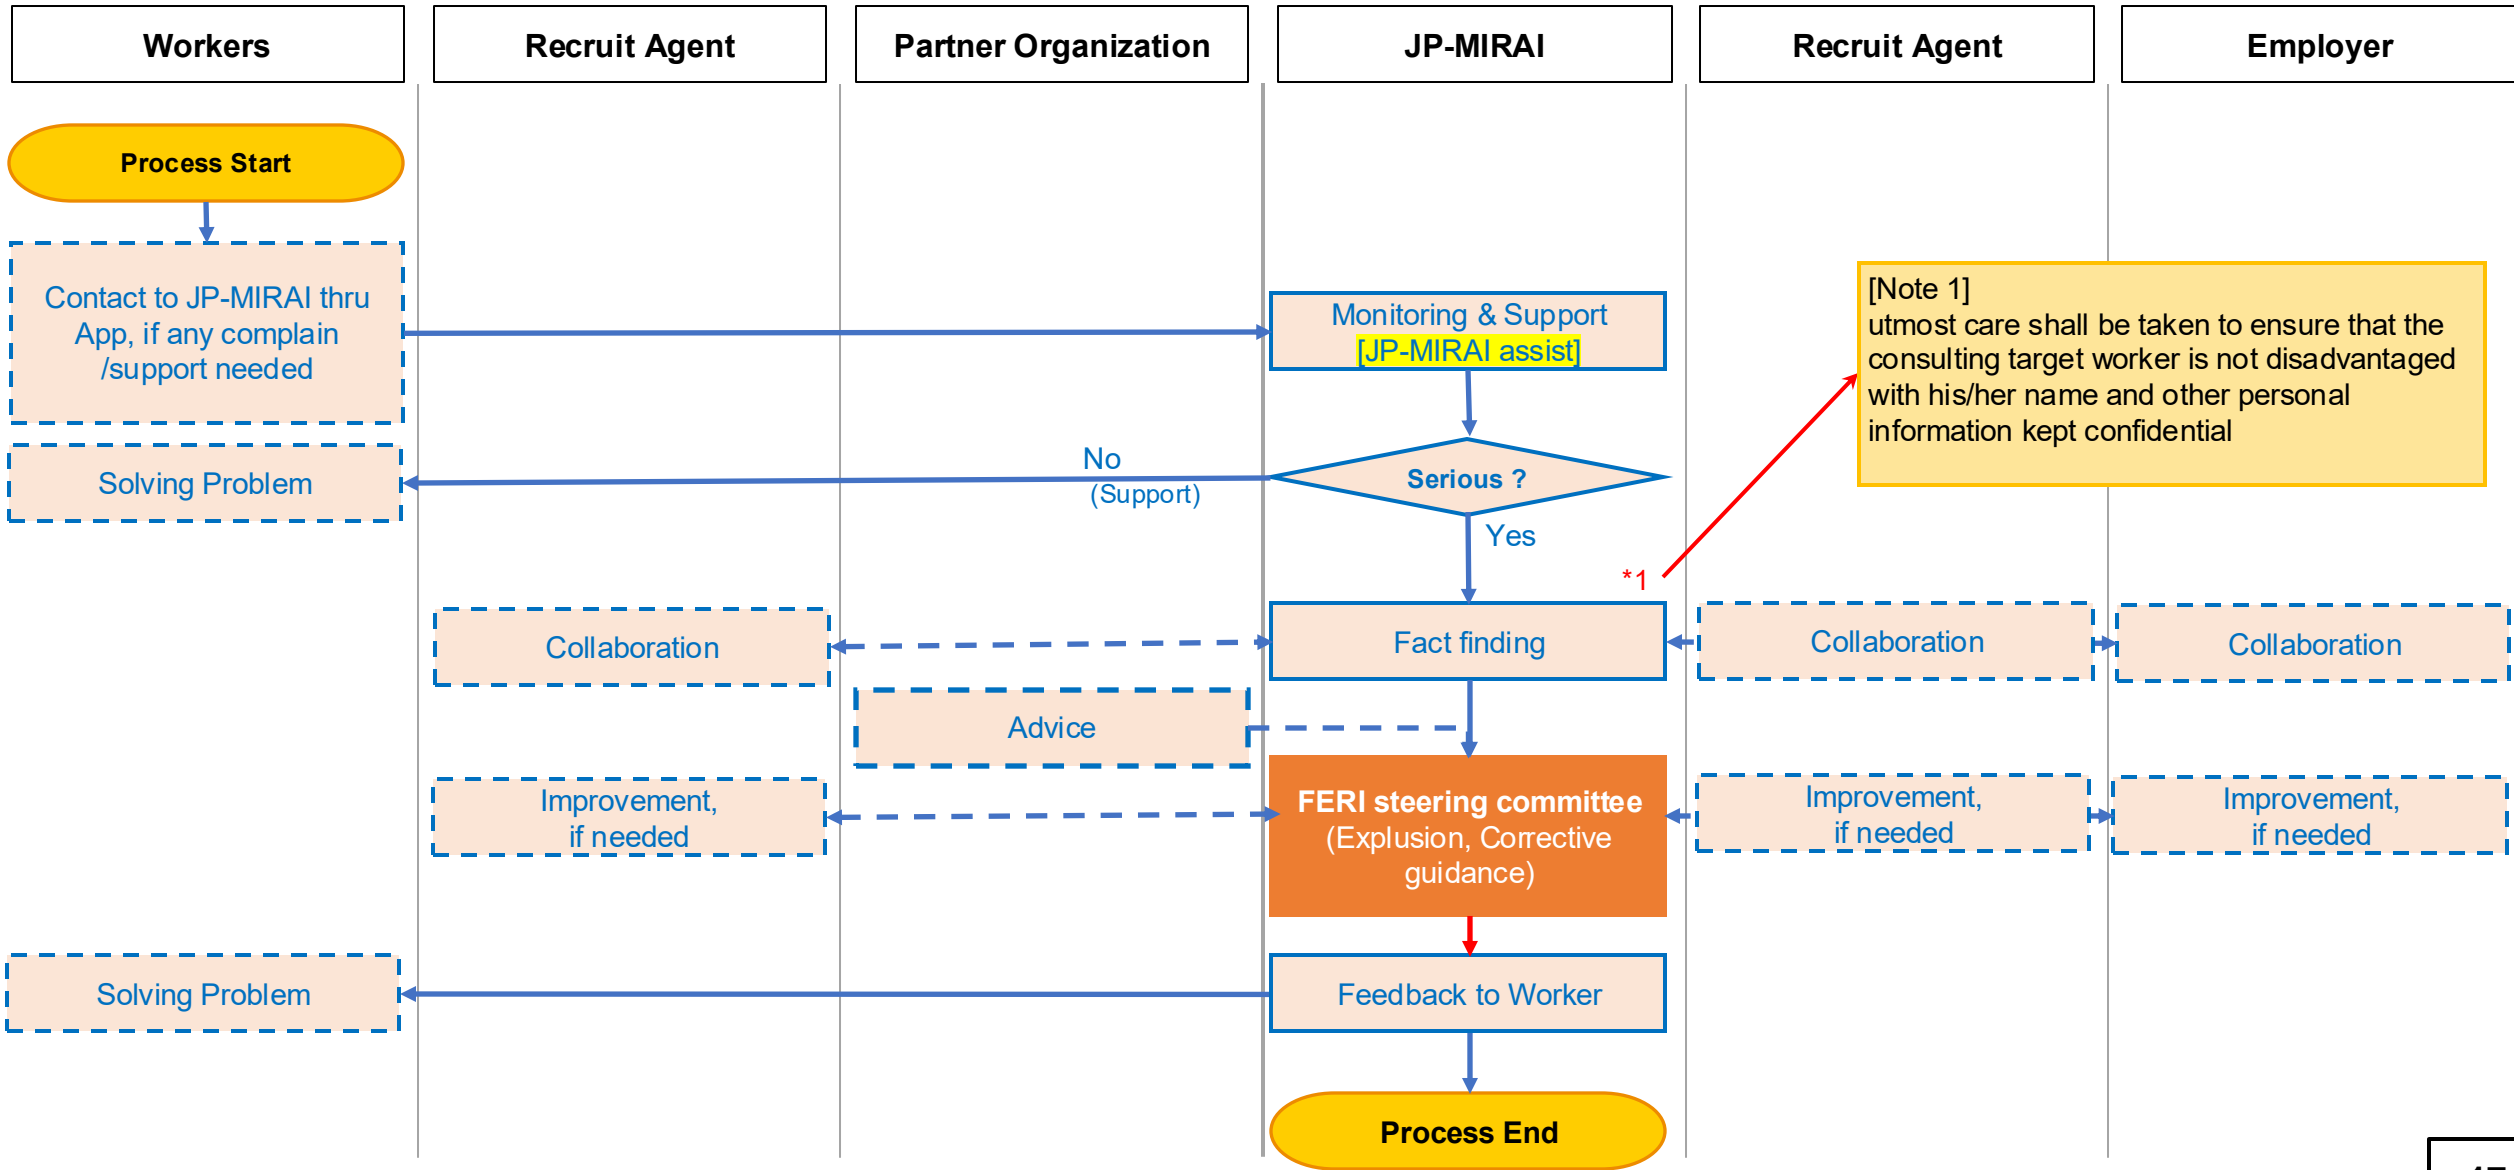 Workers
Recruit Agent
Partner Organization
JP-MIRAI
Recruit Agent
Employer
Process Start
Contact to JP-MIRAI thru
App, if any complain
/support needed
Monitoring & Support
[JP-MIRAI assist]
[Note 1]
utmost care shall be taken to ensure that the
consulting target worker is not disadvantaged
with his/her name and other personal
information kept confidential
Solving Problem
No
(Support)
Serious ?
Yes
*1
Collaboration
Fact finding
Collaboration
Collaboration
Advice
Improvement,
if needed
FERI steering committee
(Explusion, Corrective
guidance)
Improvement,
if needed
Improvement,
if needed
Solving Problem
Feedback to Worker
Process End